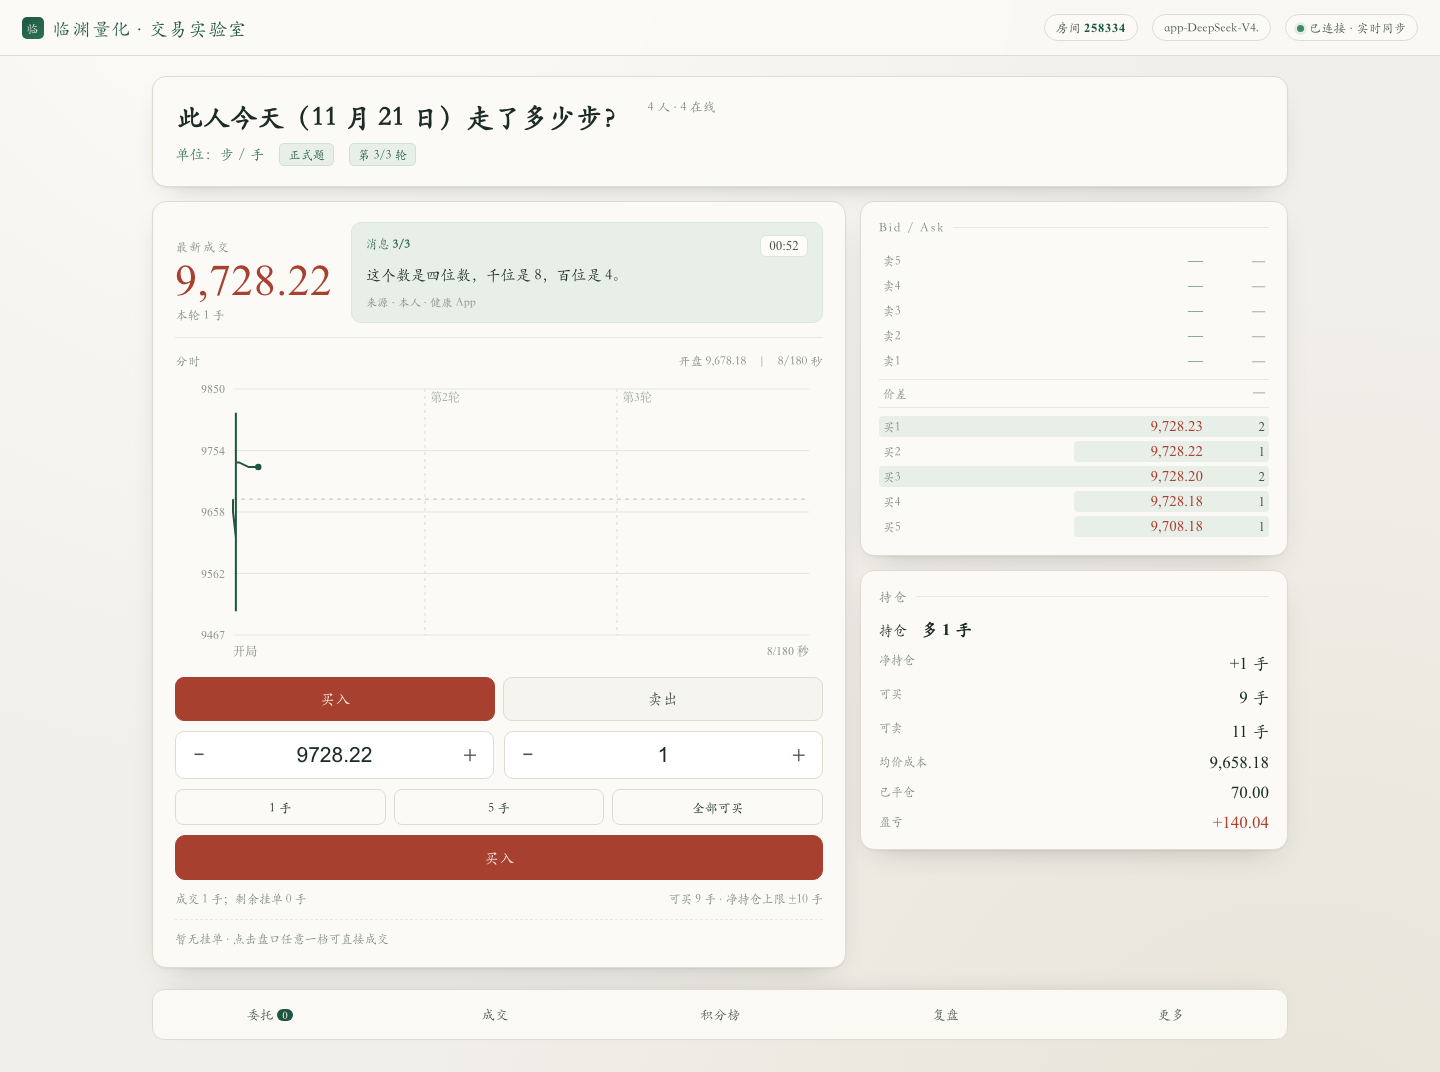 临 临渊量化 · 交易实验室
房间 258334
app-DeepSeek-V4.
已连接 · 实时同步
此人今天（11 月 21 日）走了多少步?
4 人 · 4 在线
单位：步 / 手
正式题
第 3/3 轮
最新成交
9,728.22
本轮 1 手
消息 3/3
00:52
这个数是四位数，千位是 8，百位是 4。
来源 · 本人 · 健康 App
分时
开盘 9,678.18 | 8/180 秒
9850
第2轮
第3轮
9754
9658
9562
9467
开局
8/180 秒
买入
卖出
− 9728.22 +
− 1 +
1 手
5 手
全部可买
买入
成交 1 手；剩余挂单 0 手
可买 9 手 · 净持仓上限 ±10 手
暂无挂单 · 点击盘口任意一档可直接成交
Bid / Ask
卖5 — —
卖4 — —
卖3 — —
卖2 — —
卖1 — —
价差 —
买1 9,728.23 2
买2 9,728.22 1
买3 9,728.20 2
买4 9,728.18 1
买5 9,708.18 1
持仓
持仓 多 1 手
净持仓 +1 手
可买 9 手
可卖 11 手
均价成本 9,658.18
已平仓 70.00
盈亏 +140.04
委托 0
成交
积分榜
复盘
更多